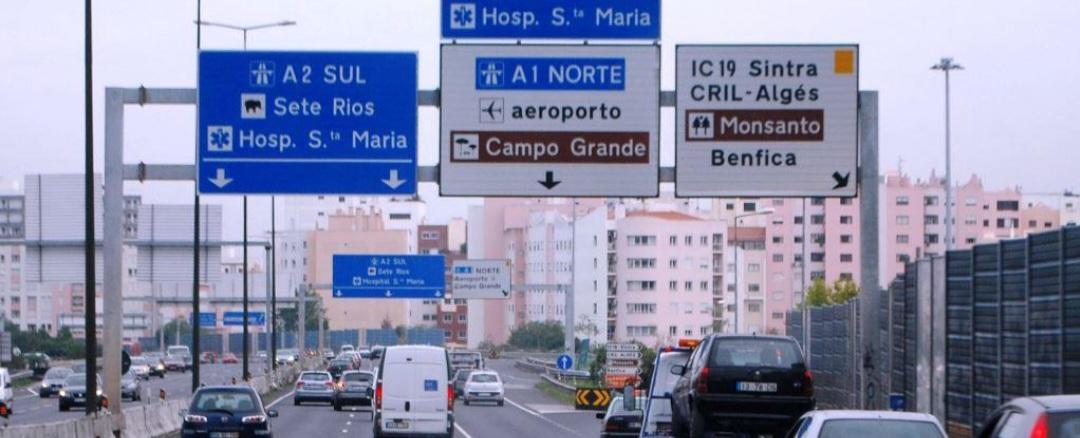 A2 SUL
Sete Rios
Hosp. S.ta Maria
Hosp. S.ta Maria
A1 NORTE
aeroporto
Campo Grande
IC19 Sintra
CRIL-Algés
Monsanto
Benfica
A2 SUL
Sete Rios
Hospital S.ta Maria
A1 NORTE
Aeroporto
Campo Grande